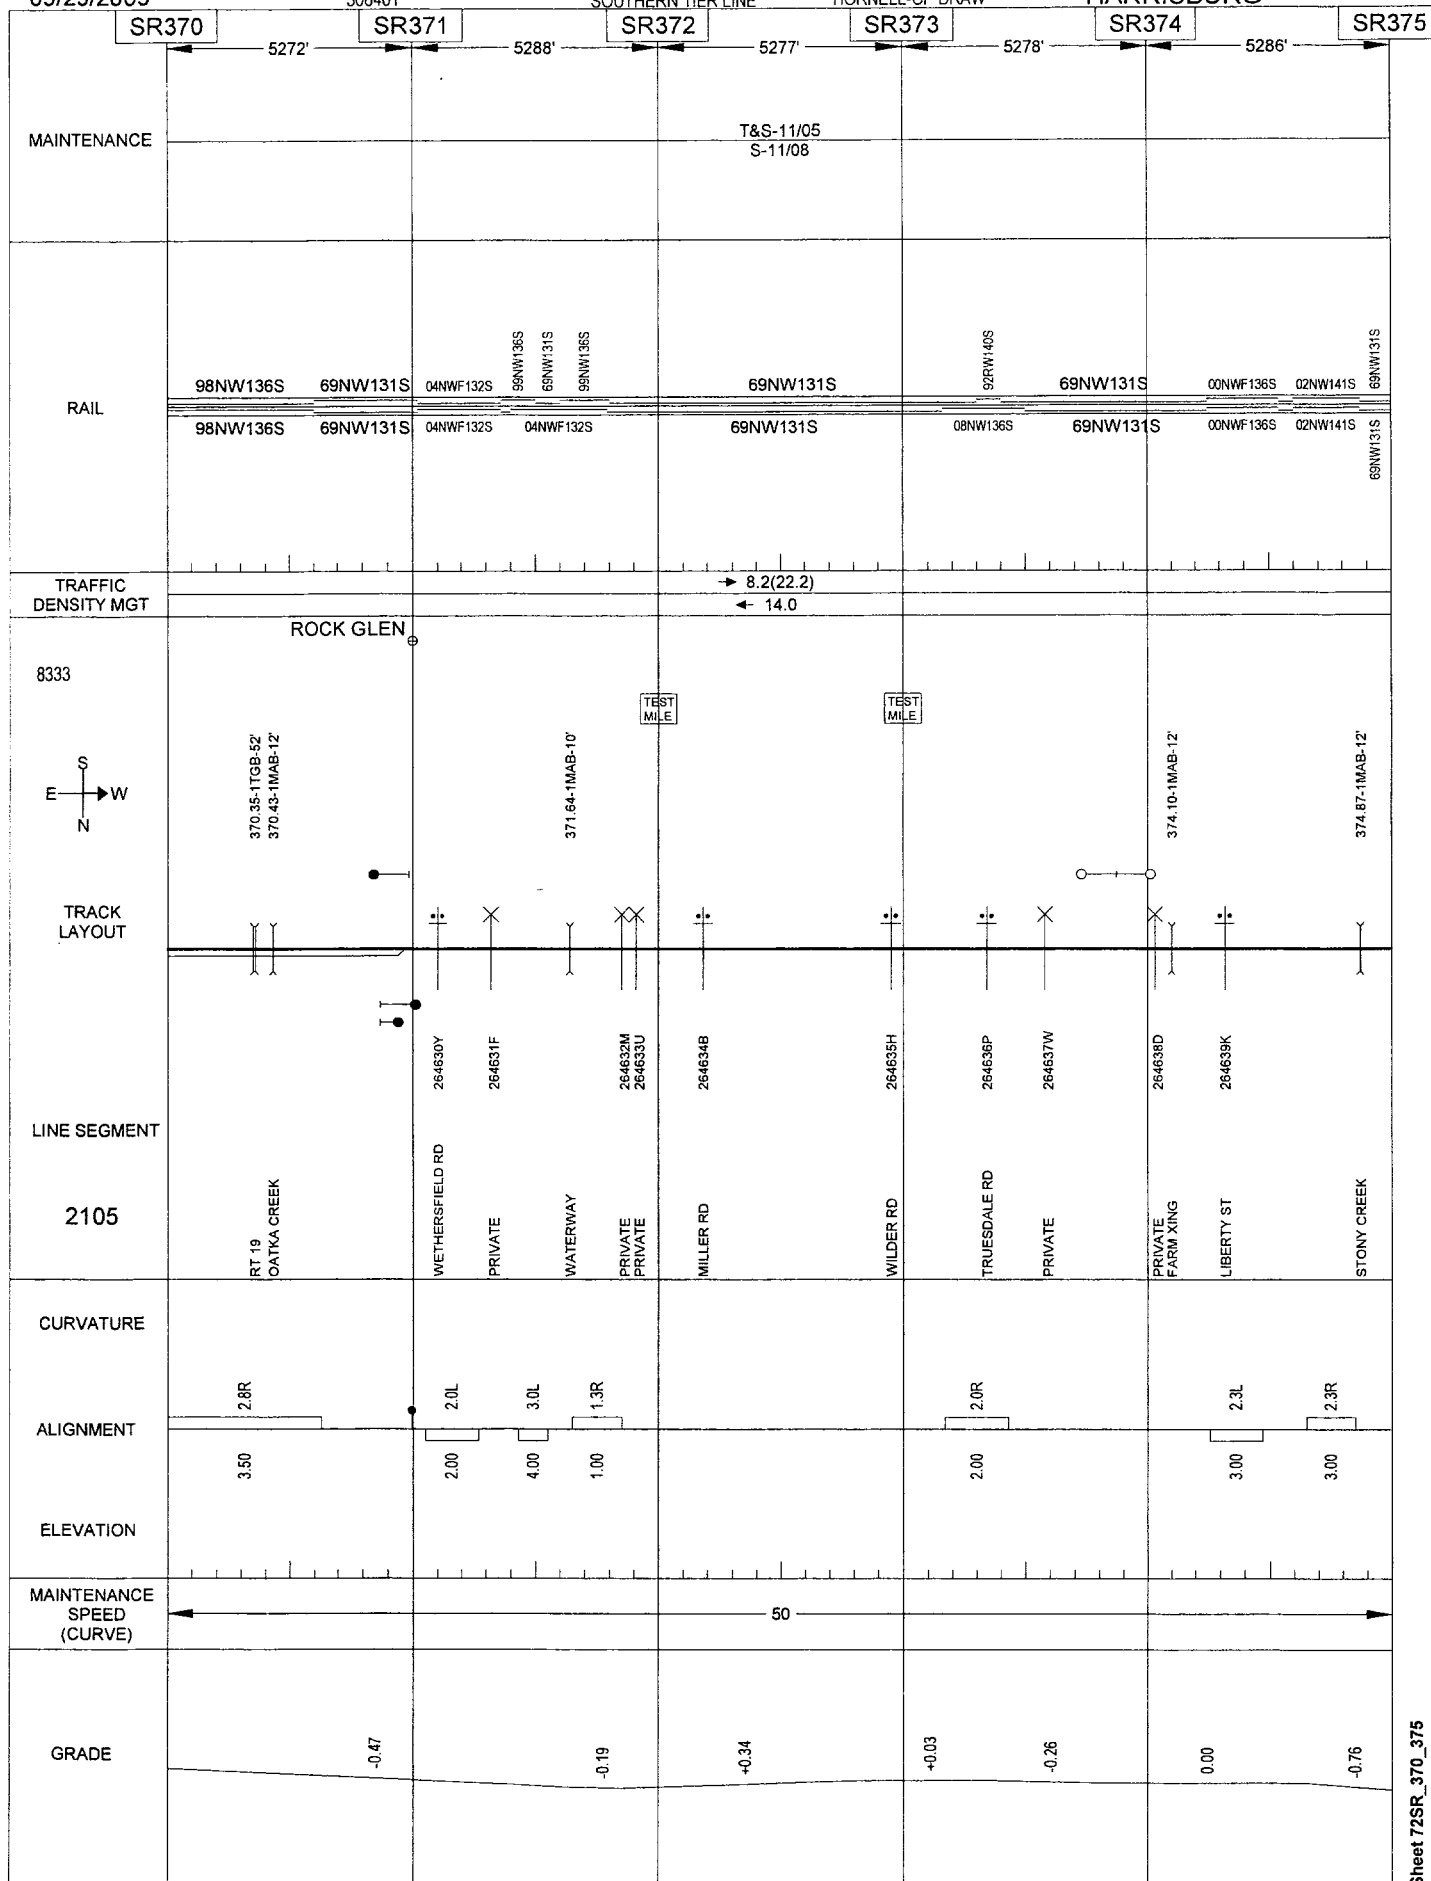 SOUTHERN TIER LINE
HARRISBURG
SR370
SR371
SR372
SR373
SR374
SR375
5272'
5288'
5277'
5278'
5286'
MAINTENANCE
T&S-11/05
S-11/08
RAIL
98NW136S
69NW131S
04NWF132S
99NW136S
69NW131S
99NW136S
69NW131S
92RW140S
69NW131S
00NWF136S
02NW141S
69NW131S
98NW136S
69NW131S
04NWF132S
04NWF132S
69NW131S
08NW136S
69NW131S
00NWF136S
02NW141S
69NW131S
TRAFFIC
DENSITY MGT
8.2(22.2)
14.0
ROCK GLEN
8333
TEST
MILE
TEST
MILE
S
E
W
N
370.35-1TGB-52'
370.43-1MAB-12'
371.64-1MAB-10'
374.10-1MAB-12'
374.87-1MAB-12'
TRACK
LAYOUT
264630Y
264631F
264632M
264633U
264634B
264635H
264636P
264637W
264638D
264639K
LINE SEGMENT
2105
RT 19
OATKA CREEK
WETHERSFIELD RD
PRIVATE
WATERWAY
PRIVATE
PRIVATE
MILLER RD
WILDER RD
TRUESDALE RD
PRIVATE
PRIVATE
FARM XING
LIBERTY ST
STONY CREEK
CURVATURE
2.8R
2.0L
3.0L
1.3R
2.0R
2.3L
2.3R
ALIGNMENT
3.50
2.00
4.00
1.00
2.00
3.00
3.00
ELEVATION
MAINTENANCE
SPEED
(CURVE)
50
GRADE
-0.47
-0.19
+0.34
+0.03
-0.26
0.00
-0.76
Sheet 72SR_370_375